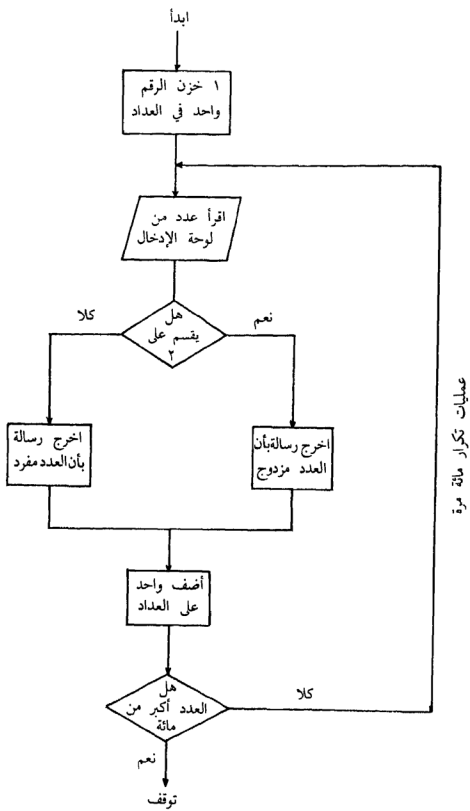 ابدأ
١ خزن الرقم
واحد في العداد
اقرأ عدد من
لوحة الإدخال
هل
يقسم على
٢
نعم
كلا
اخرج رسالة بأن
العدد مزدوج
اخرج رسالة
بأن العدد مفرد
أضف واحد
على العداد
هل
العدد أكبر من
مائة
كلا
نعم
توقف
عمليات تكرار مائة مرة